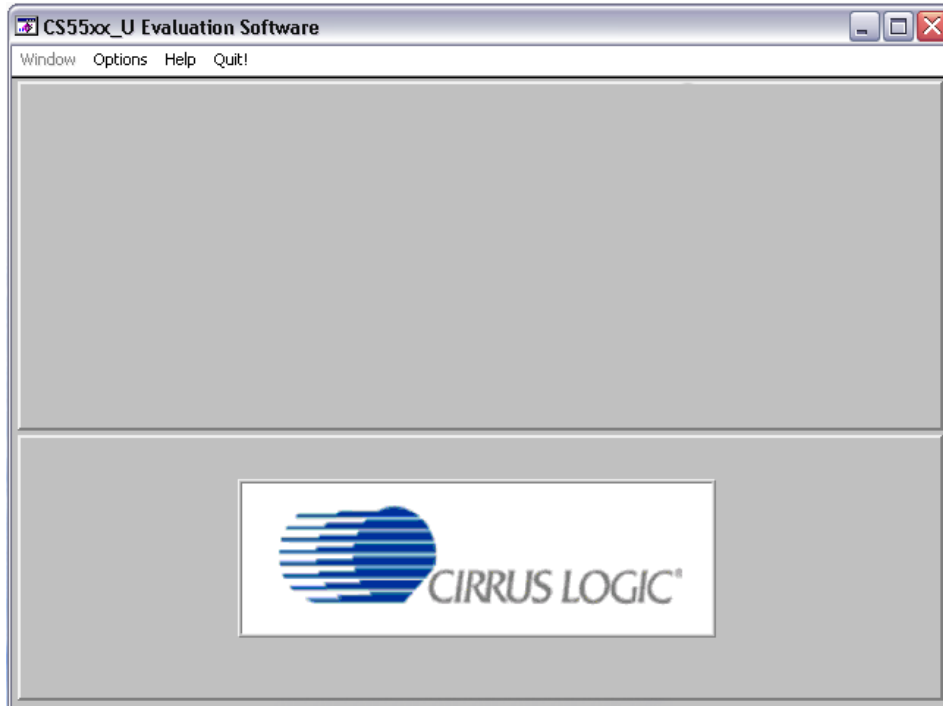 CS55xx_U Evaluation Software
Window Options Help Quit!
CIRRUS LOGIC®